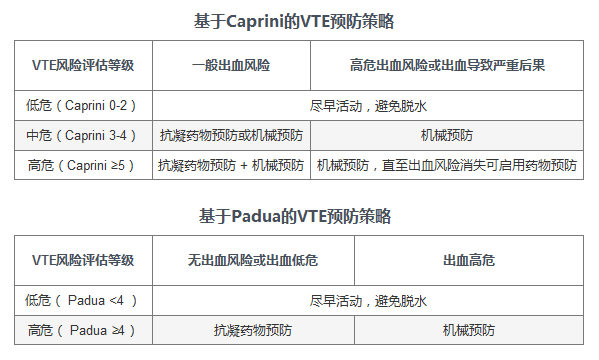 基于Caprini的VTE预防策略
VTE风险评估等级 一般出血风险 高危出血风险或出血导致严重后果
低危（Caprini 0-2） 尽早活动，避免脱水
中危（Caprini 3-4） 抗凝药物预防或机械预防 机械预防
高危（Caprini ≥5） 抗凝药物预防 + 机械预防 机械预防，直至出血风险消失可启用药物预防
基于Padua的VTE预防策略
VTE风险评估等级 无出血风险或出血低危 出血高危
低危（ Padua <4 ） 尽早活动，避免脱水
高危（ Padua ≥4） 抗凝药物预防 机械预防